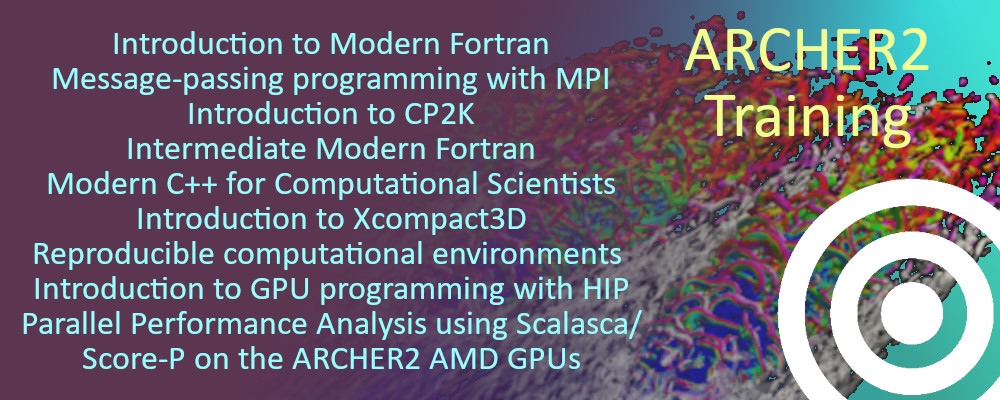 Introduction to Modern Fortran
Message-passing programming with MPI
Introduction to CP2K
Intermediate Modern Fortran
Modern C++ for Computational Scientists
Introduction to Xcompact3D
Reproducible computational environments
Introduction to GPU programming with HIP
Parallel Performance Analysis using Scalasca/
Score-P on the ARCHER2 AMD GPUs
ARCHER2
Training